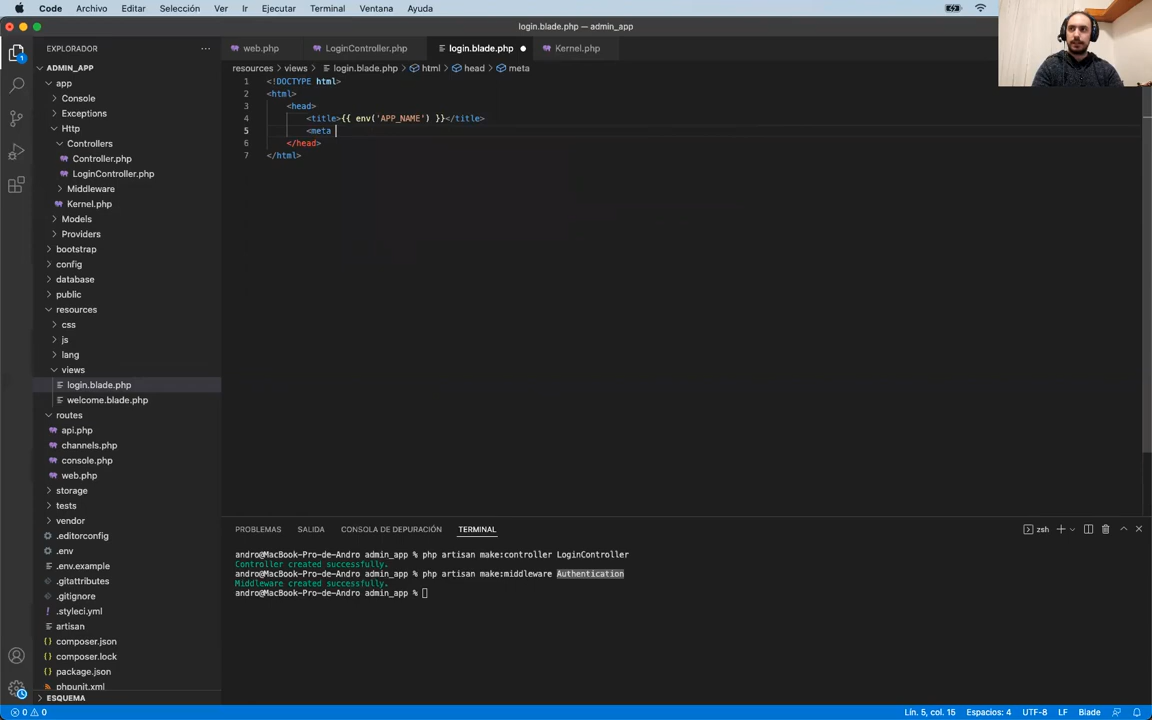 Code Archivo Editar Selección Ver Ir Ejecutar Terminal Ventana Ayuda
login.blade.php — admin_app
EXPLORADOR ...
web.php LoginController.php login.blade.php Kernel.php
resources > views > login.blade.php > html > head > meta
ADMIN_APP
app
Console
Exceptions
Http
Controllers
Controller.php
LoginController.php
Middleware
Kernel.php
Models
Providers
bootstrap
config
database
public
resources
css
js
lang
views
login.blade.php
welcome.blade.php
routes
api.php
channels.php
console.php
web.php
storage
tests
vendor
.editorconfig
.env
.env.example
.gitattributes
.gitignore
.styleci.yml
artisan
composer.json
composer.lock
package.json
phpunit.xml
ESQUEMA
1 <!DOCTYPE html>
2 <html>
3 <head>
4 <title>{{ env('APP_NAME') }}</title>
5 <meta
6 </head>
7 </html>
PROBLEMAS SALIDA CONSOLA DE DEPURACIÓN TERMINAL zsh
andro@MacBook-Pro-de-Andro admin_app % php artisan make:controller LoginController
Controller created successfully.
andro@MacBook-Pro-de-Andro admin_app % php artisan make:middleware Authentication
Middleware created successfully.
andro@MacBook-Pro-de-Andro admin_app %
0 0 Lín. 5, col. 15 Espacios: 4 UTF-8 LF Blade